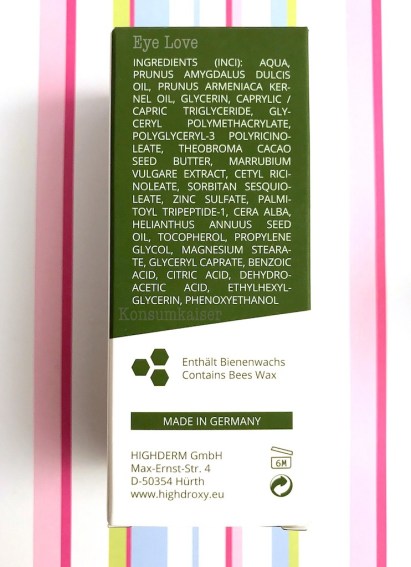 Eye Love
INGREDIENTS (INCI): AQUA,
PRUNUS AMYGDALUS DULCIS
OIL, PRUNUS ARMENIACA KER-
NEL OIL, GLYCERIN, CAPRYLIC /
CAPRIC TRIGLYCERIDE, GLY-
CERYL POLYMETHACRYLATE,
POLYGLYCERYL-3 POLYRICINO-
LEATE, THEOBROMA CACAO
SEED BUTTER, MARRUBIUM
VULGARE EXTRACT, CETYL RICI-
NOLEATE, SORBITAN SESQUIO-
LEATE, ZINC SULFATE, PALMI-
TOYL TRIPEPTIDE-1, CERA ALBA,
HELIANTHUS ANNUUS SEED
OIL, TOCOPHEROL, PROPYLENE
GLYCOL, MAGNESIUM STEARA-
TE, GLYCERYL CAPRATE, BENZOIC
ACID, CITRIC ACID, DEHYDRO-
ACETIC ACID, ETHYLHEXYL-
GLYCERIN, PHENOXYETHANOL
Konsumkaiser
Enthält Bienenwachs
Contains Bees Wax
MADE IN GERMANY
HIGHDERM GmbH
Max-Ernst-Str. 4
D-50354 Hürth
www.highdroxy.eu
6M